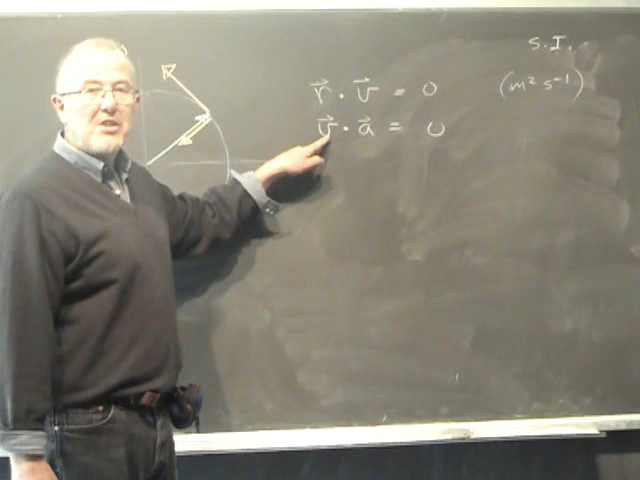 S.I.
r⃗ · v⃗ = 0 (m² s⁻¹)
v⃗ · a⃗ = 0